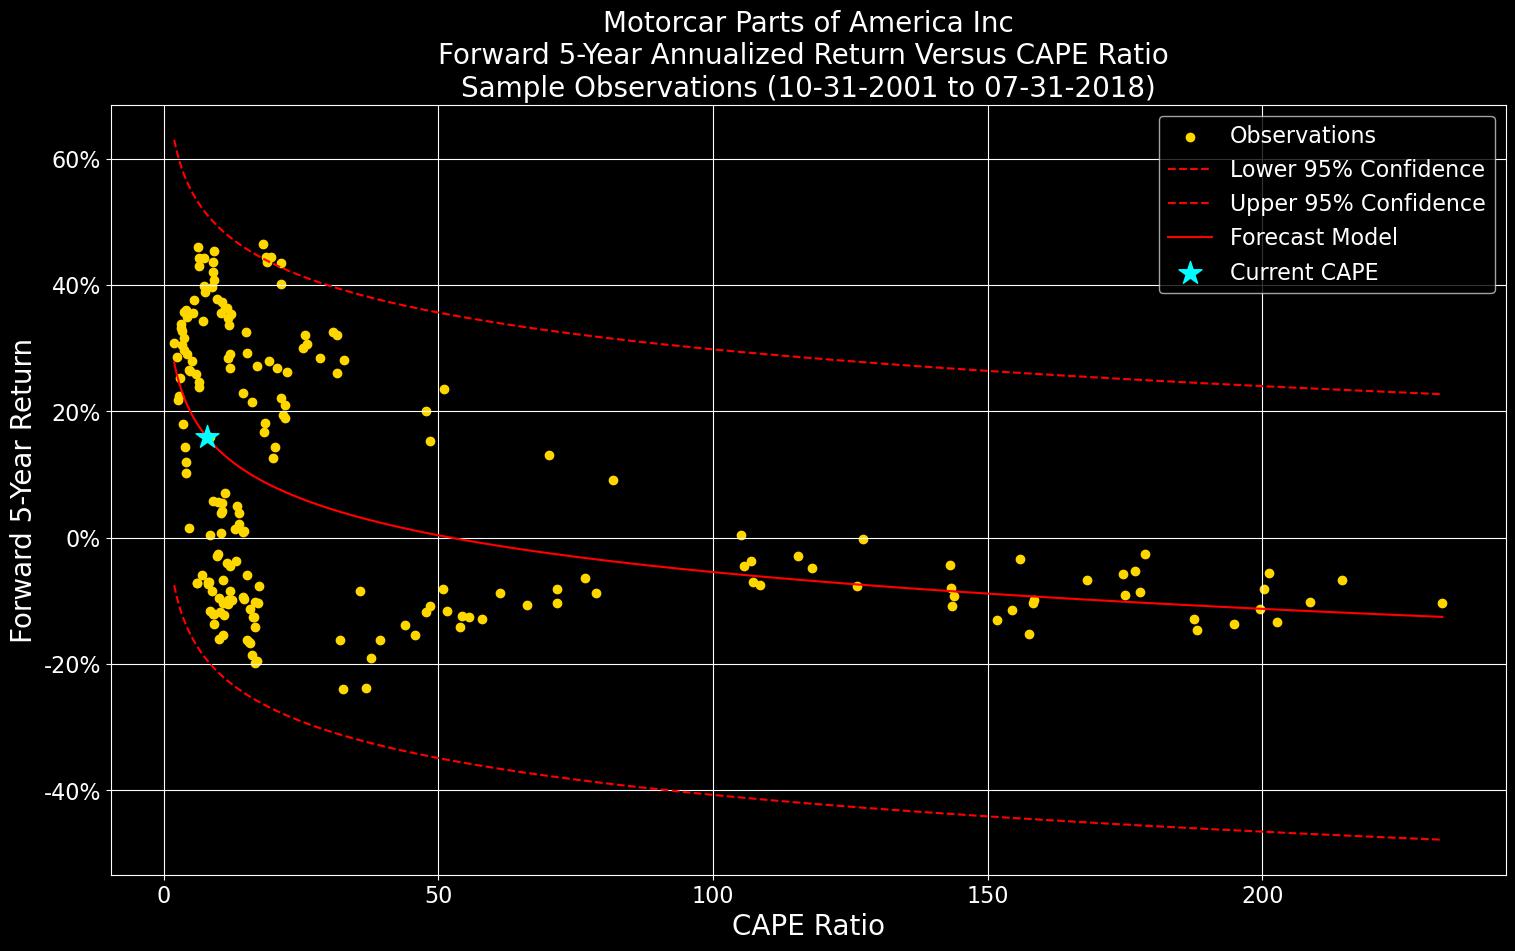 Motorcar Parts of America Inc
Forward 5-Year Annualized Return Versus CAPE Ratio
Sample Observations (10-31-2001 to 07-31-2018)
Observations
Lower 95% Confidence
Upper 95% Confidence
Forecast Model
Current CAPE
Forward 5-Year Return
60%
40%
20%
0%
-20%
-40%
0
50
100
150
200
CAPE Ratio